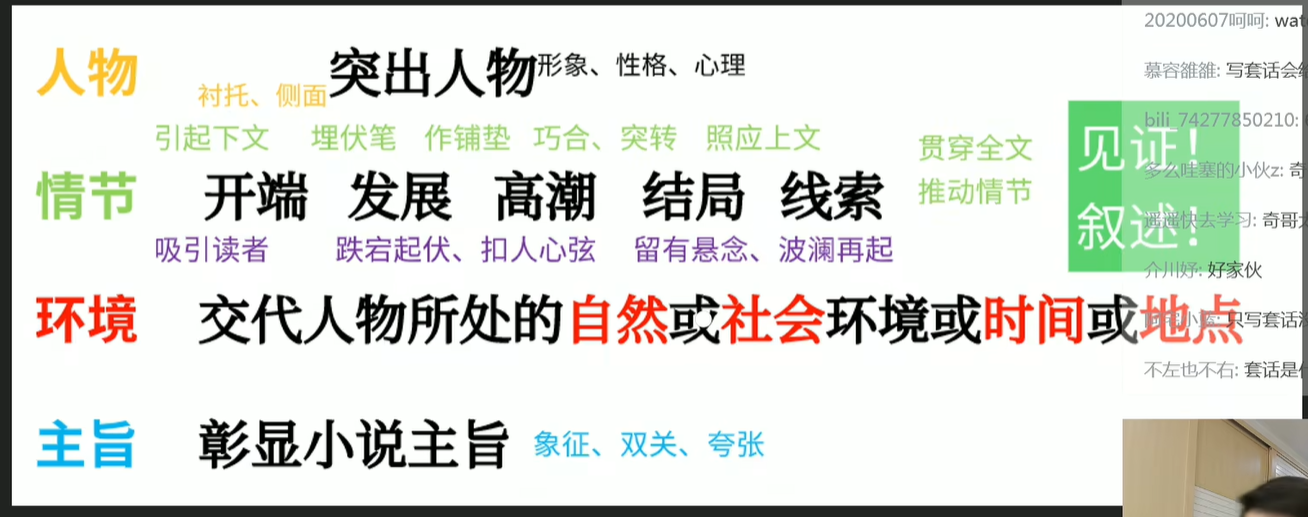 人物 突出人物形象、性格、心理
衬托、侧面
引起下文 埋伏笔 作铺垫 巧合、突转 照应上文
贯穿全文
推动情节
情节 开端 发展 高潮 结局 线索
吸引读者 跌宕起伏、扣人心弦 留有悬念、波澜再起
见证！
叙述！
环境 交代人物所处的自然或社会环境或时间或地点
主旨 彰显小说主旨 象征、双关、夸张
20200607呵呵: wat
慕容雒雒: 写套话会
bili_74277850210:
多么哇塞的小伙z: 奇
遥遥快去学习: 奇哥
介川妤: 好家伙
只写套话
不左也不右: 套话是